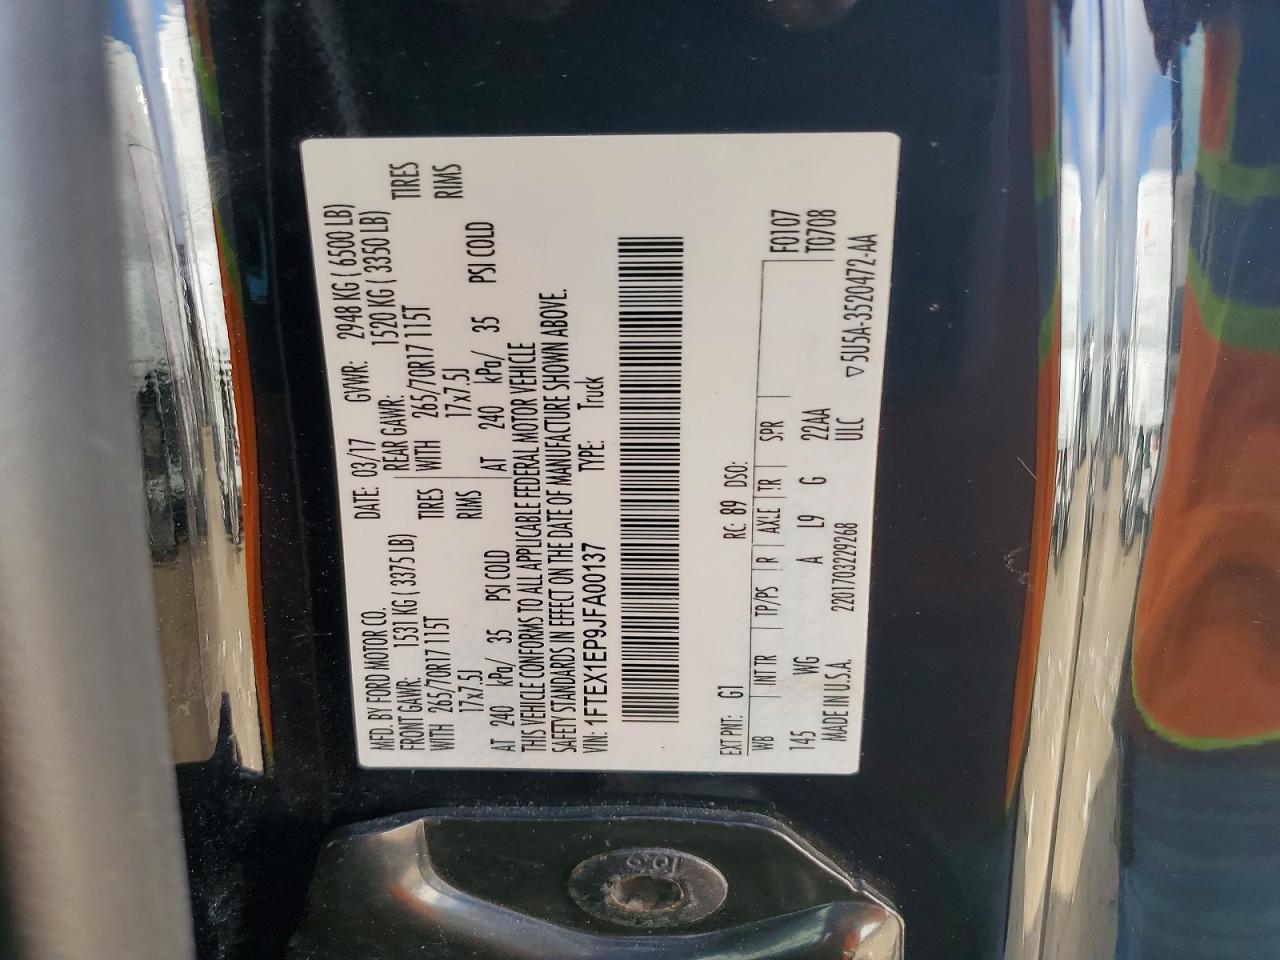 MFD. BY FORD MOTOR CO. DATE: 03/17 GVWR: 2948 KG ( 6500 LB)
FRONT GAWR: 1531 KG ( 3375 LB) REAR GAWR: 1520 KG ( 3350 LB)
WITH 265/70R17 115T TIRES WITH 265/70R17 115T TIRES
17x7.5J RIMS 17x7.5J RIMS
AT 240 kPa/ 35 PSI COLD AT 240 kPa/ 35 PSI COLD
THIS VEHICLE CONFORMS TO ALL APPLICABLE FEDERAL MOTOR VEHICLE
SAFETY STANDARDS IN EFFECT ON THE DATE OF MANUFACTURE SHOWN ABOVE.
VIN: 1FTEX1EP9JFA00137 TYPE: Truck
EXT PNT: G1 RC: 89 DSO:
WB INT TR TP/PS R AXLE TR SPR F0107
145 WG A L9 G 22AA T0708
MADE IN U.S.A. 220170322926B ULC ▽5U5A-3520472-AA